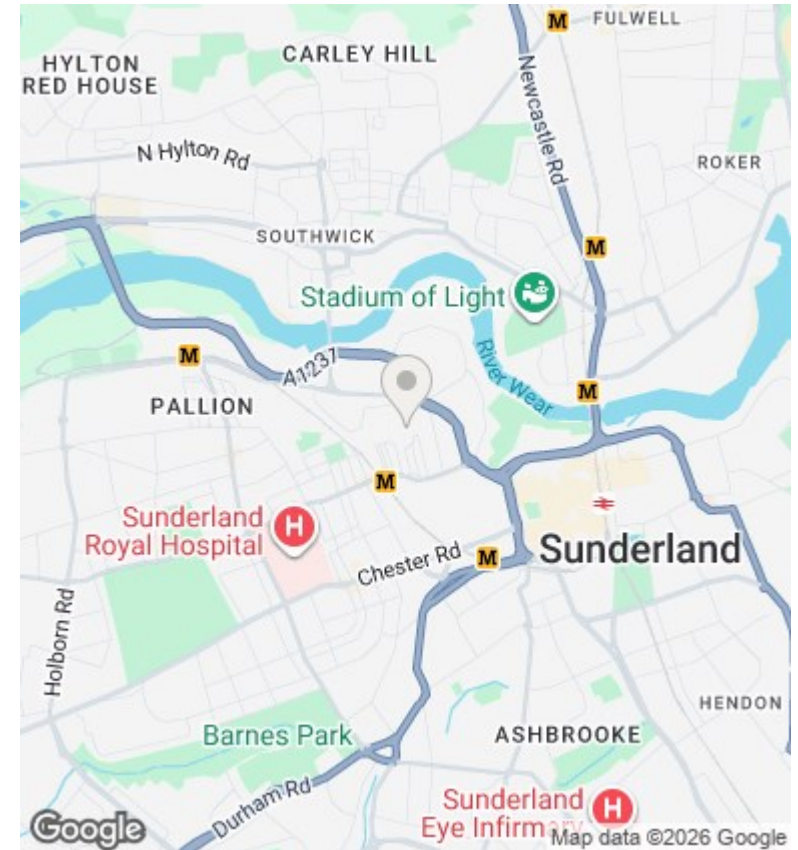 M
FULWELL
HYLTON
RED HOUSE
CARLEY HILL
Newcastle Rd
N Hylton Rd
ROKER
SOUTHWICK
M
Stadium of Light
River Wear
M
A1231
M
PALLION
M
Sunderland
Royal Hospital
H
Chester Rd
M
Sunderland
Holborn Rd
HENDON
Barnes Park
ASHBROOKE
Durham Rd
Sunderland
Eye Infirmary
H
Google
Map data ©2026 Google